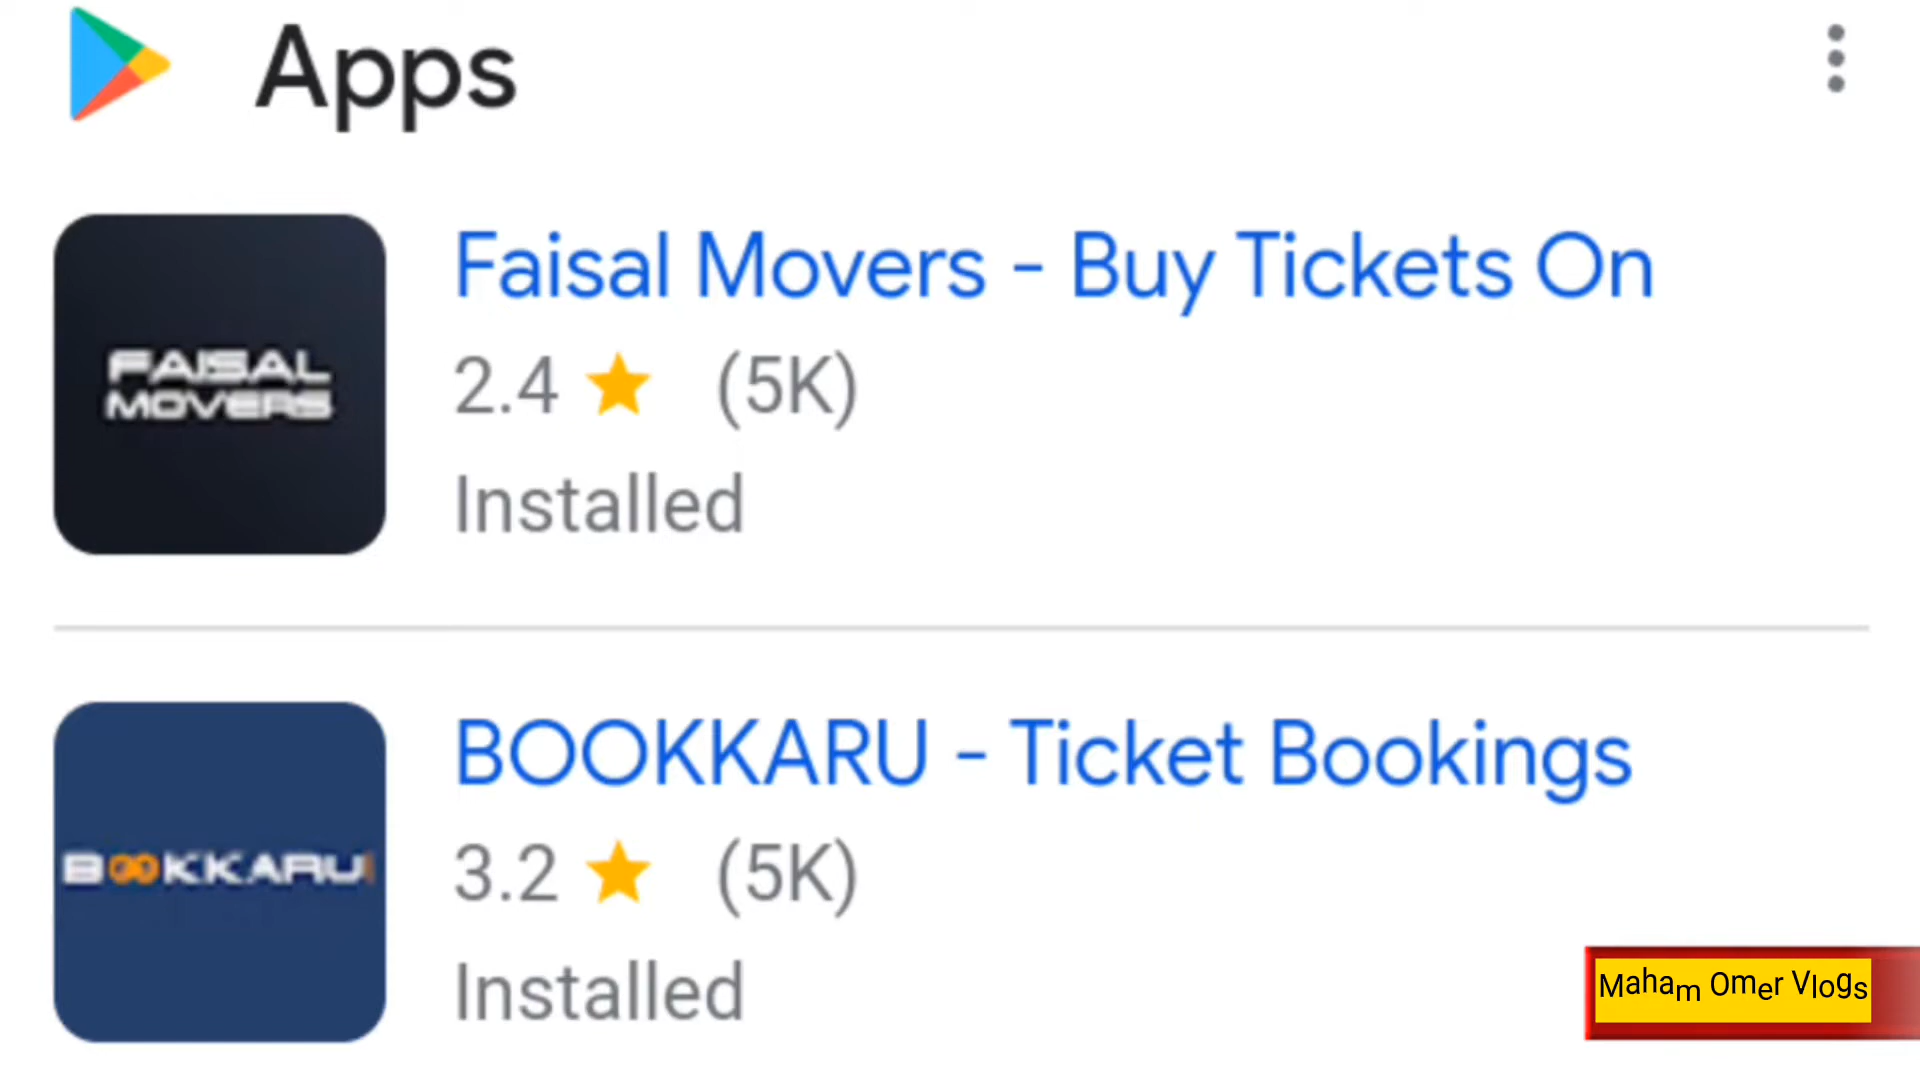 Apps
FAISAL
MOVERS
Faisal Movers - Buy Tickets On
2.4 ★ (5K)
Installed
BOOKKARU
BOOKKARU - Ticket Bookings
3.2 ★ (5K)
Installed
Maham Omer Vlogs